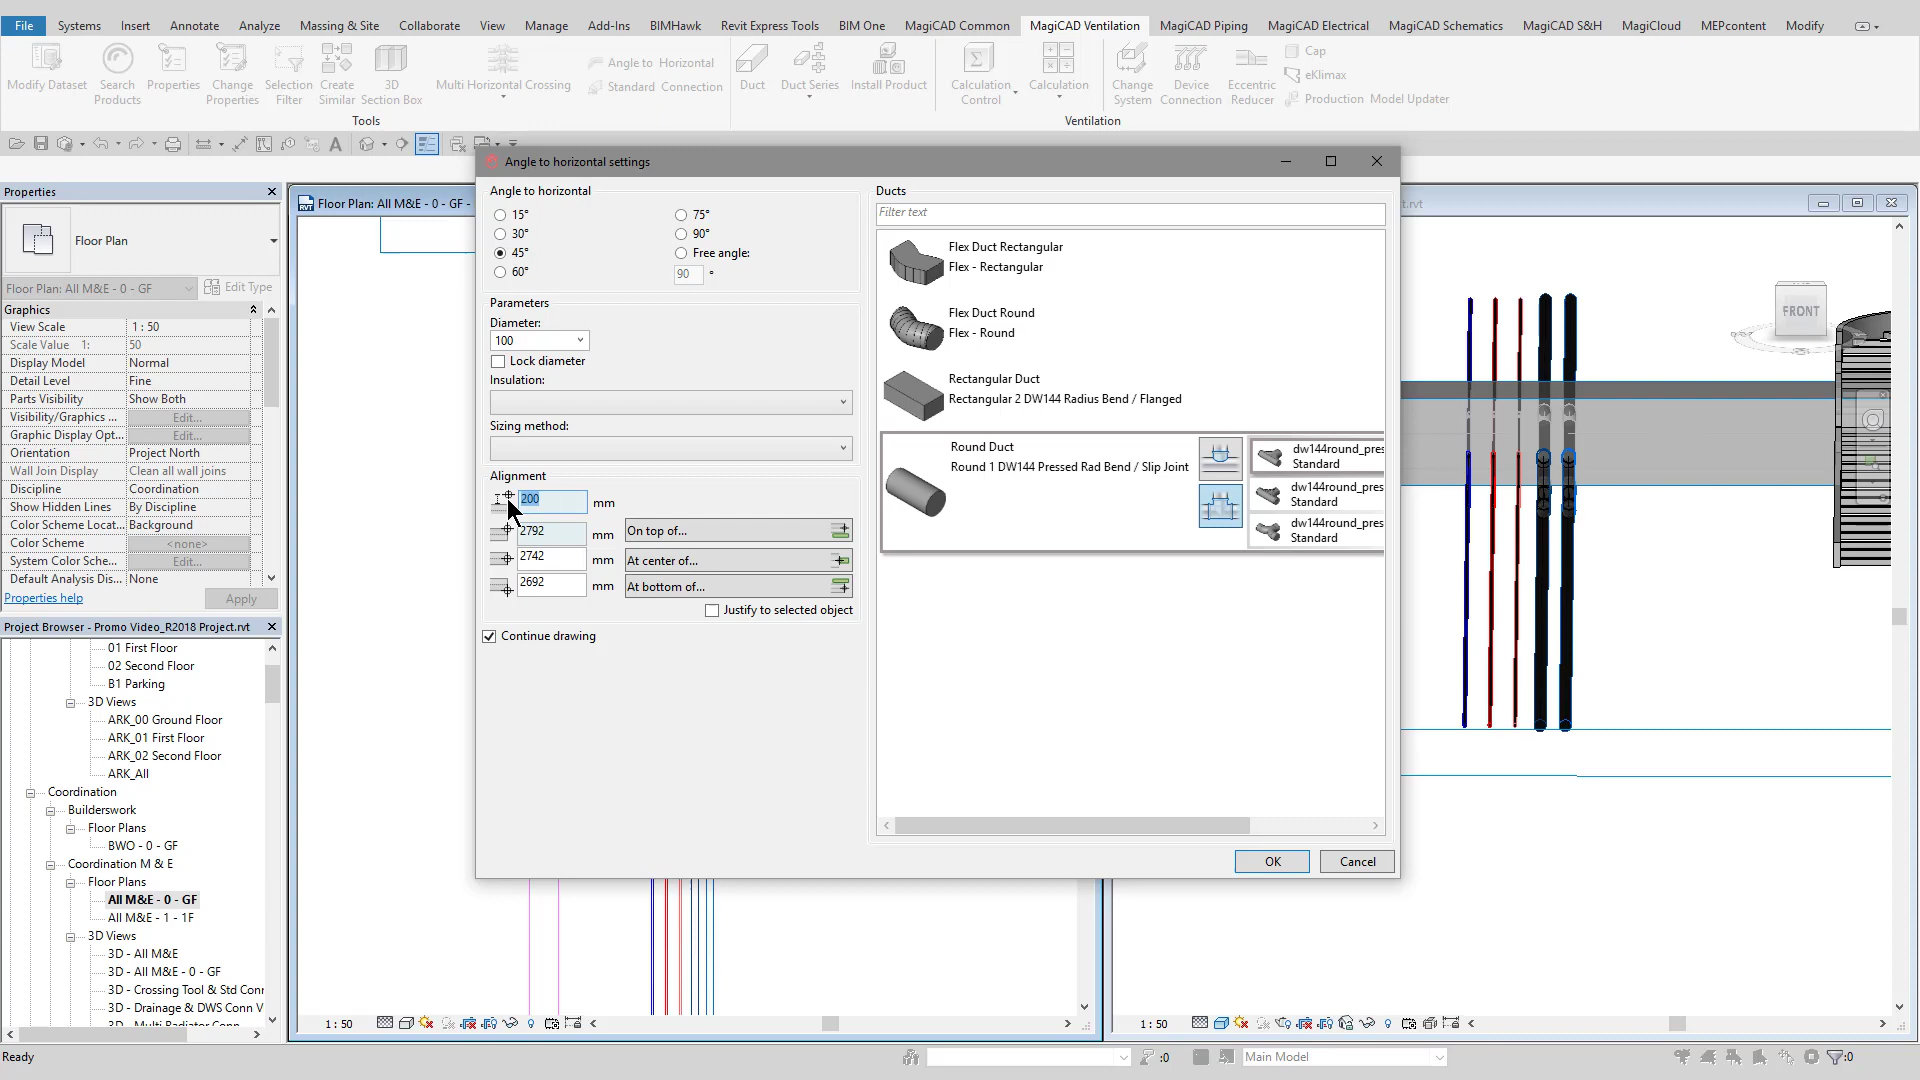 File Systems Insert Annotate Analyze Massing & Site Collaborate View Manage Add-Ins BIMHawk Revit Express Tools BIM One MagiCAD Common MagiCAD Ventilation MagiCAD Piping MagiCAD Electrical MagiCAD Schematics MagiCAD S&H MagiCloud MEPcontent Modify
Modify Dataset
Search Products
Properties
Change Properties
Selection Filter
Create Similar
3D Section Box
Multi Horizontal Crossing
Angle to Horizontal
Standard Connection
Duct
Duct Series
Install Product
Calculation Control
Calculation
Change System
Device Connection
Eccentric Reducer
Cap
eKlimax
Production Model Updater
Tools
Ventilation
Properties
Floor Plan
Floor Plan: All M&E - 0 - GF
Edit Type
Graphics
View Scale 1 : 50
Scale Value 1: 50
Display Model Normal
Detail Level Fine
Parts Visibility Show Both
Visibility/Graphics ... Edit...
Graphic Display Opt... Edit...
Orientation Project North
Wall Join Display Clean all wall joins
Discipline Coordination
Show Hidden Lines By Discipline
Color Scheme Locat... Background
Color Scheme <none>
System Color Sche... Edit...
Default Analysis Dis... None
Properties help
Apply
Project Browser - Promo Video_R2018 Project.rvt
01 First Floor
02 Second Floor
B1 Parking
3D Views
ARK_00 Ground Floor
ARK_01 First Floor
ARK_02 Second Floor
ARK_All
Coordination
Builderswork
Floor Plans
BWO - 0 - GF
Coordination M & E
Floor Plans
All M&E - 0 - GF
All M&E - 1 - 1F
3D Views
3D - All M&E
3D - All M&E - 0 - GF
3D - Crossing Tool & Std Conn
3D - Drainage & DWS Conn V
3D - Multi Radiator Conn
Floor Plan: All M&E - 0 - GF -
t.rvt
FRONT
Angle to horizontal settings
Angle to horizontal
15°
30°
45°
60°
75°
90°
Free angle:
90 °
Parameters
Diameter:
100
Lock diameter
Insulation:
Sizing method:
Alignment
200 mm
2792 mm On top of...
2742 mm At center of...
2692 mm At bottom of...
Justify to selected object
Continue drawing
Ducts
Filter text
Flex Duct Rectangular
Flex - Rectangular
Flex Duct Round
Flex - Round
Rectangular Duct
Rectangular 2 DW144 Radius Bend / Flanged
Round Duct
Round 1 DW144 Pressed Rad Bend / Slip Joint
dw144round_pres
Standard
dw144round_pres
Standard
dw144round_pres
Standard
OK
Cancel
1 : 50
1 : 50
Ready
:0
Main Model
:0